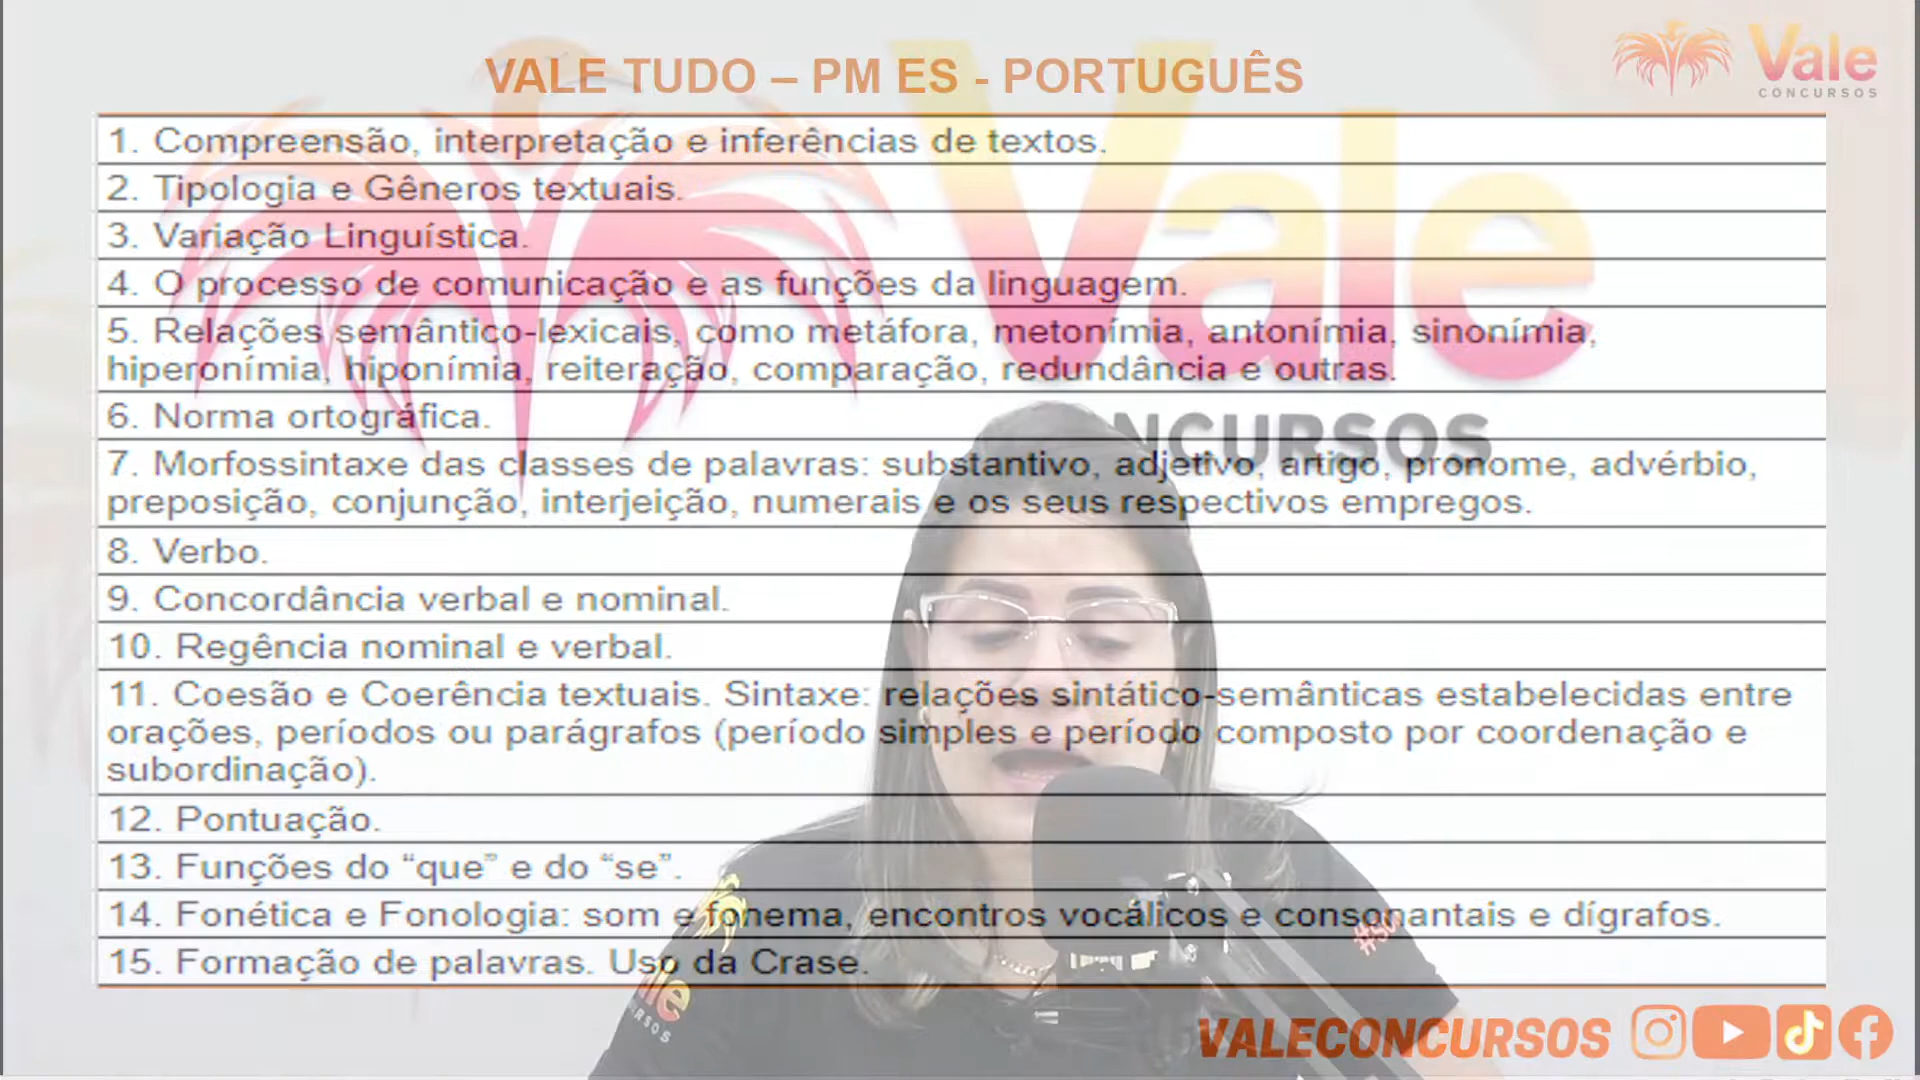 VALE TUDO – PM ES - PORTUGUÊS
Vale
CONCURSOS
1. Compreensão, interpretação e inferências de textos.
2. Tipologia e Gêneros textuais.
3. Variação Linguística.
4. O processo de comunicação e as funções da linguagem.
5. Relações semântico-lexicais, como metáfora, metonímia, antonímia, sinonímia,
hiperonímia, hiponímia, reiteração, comparação, redundância e outras.
6. Norma ortográfica.
7. Morfossintaxe das classes de palavras: substantivo, adjetivo, artigo, pronome, advérbio,
preposição, conjunção, interjeição, numerais e os seus respectivos empregos.
8. Verbo.
9. Concordância verbal e nominal.
10. Regência nominal e verbal.
11. Coesão e Coerência textuais. Sintaxe: relações sintático-semânticas estabelecidas entre
orações, períodos ou parágrafos (período simples e período composto por coordenação e
subordinação).
12. Pontuação.
13. Funções do “que” e do “se”.
14. Fonética e Fonologia: som e fonema, encontros vocálicos e consonantais e dígrafos.
15. Formação de palavras. Uso da Crase.
Vale
NCURSOS
VALECONCURSOS